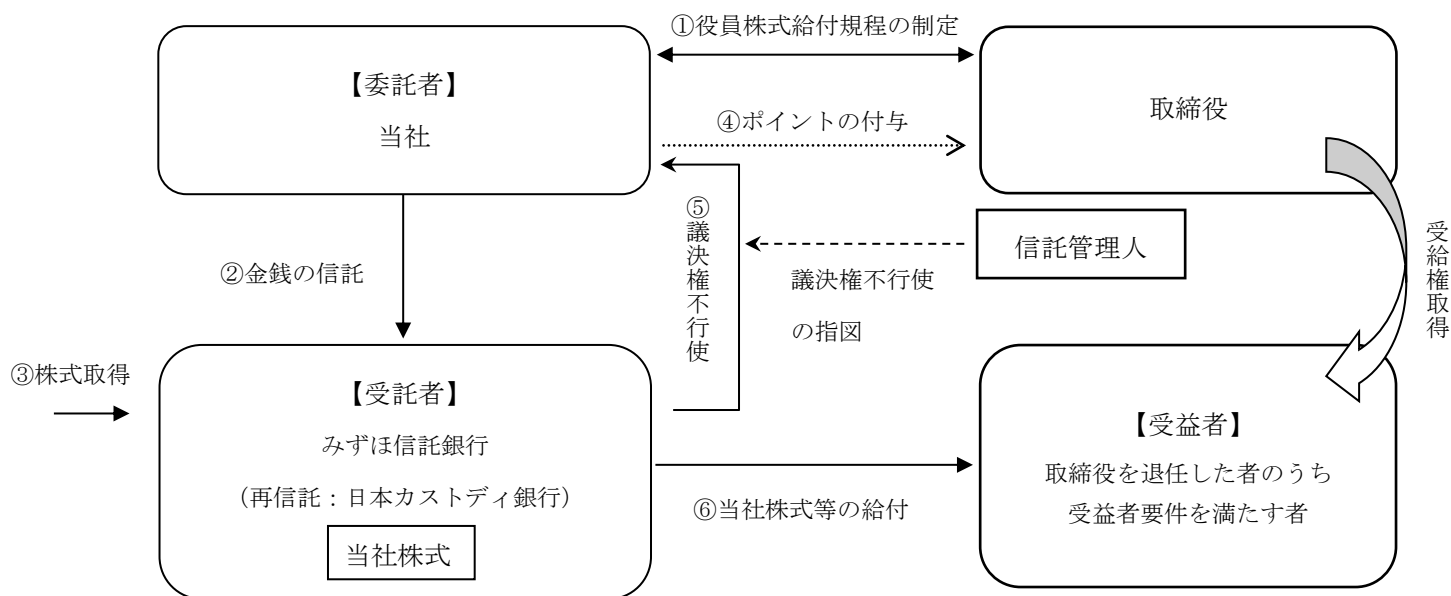 ①役員株式給付規程の制定
【委託者】
当社
取締役
④ポイントの付与
⑤議決権不行使
信託管理人
受給権取得
②金銭の信託
議決権不行使
の指図
③株式取得
【受託者】
みずほ信託銀行
（再信託：日本カストディ銀行）
当社株式
【受益者】
取締役を退任した者のうち
受益者要件を満たす者
⑥当社株式等の給付